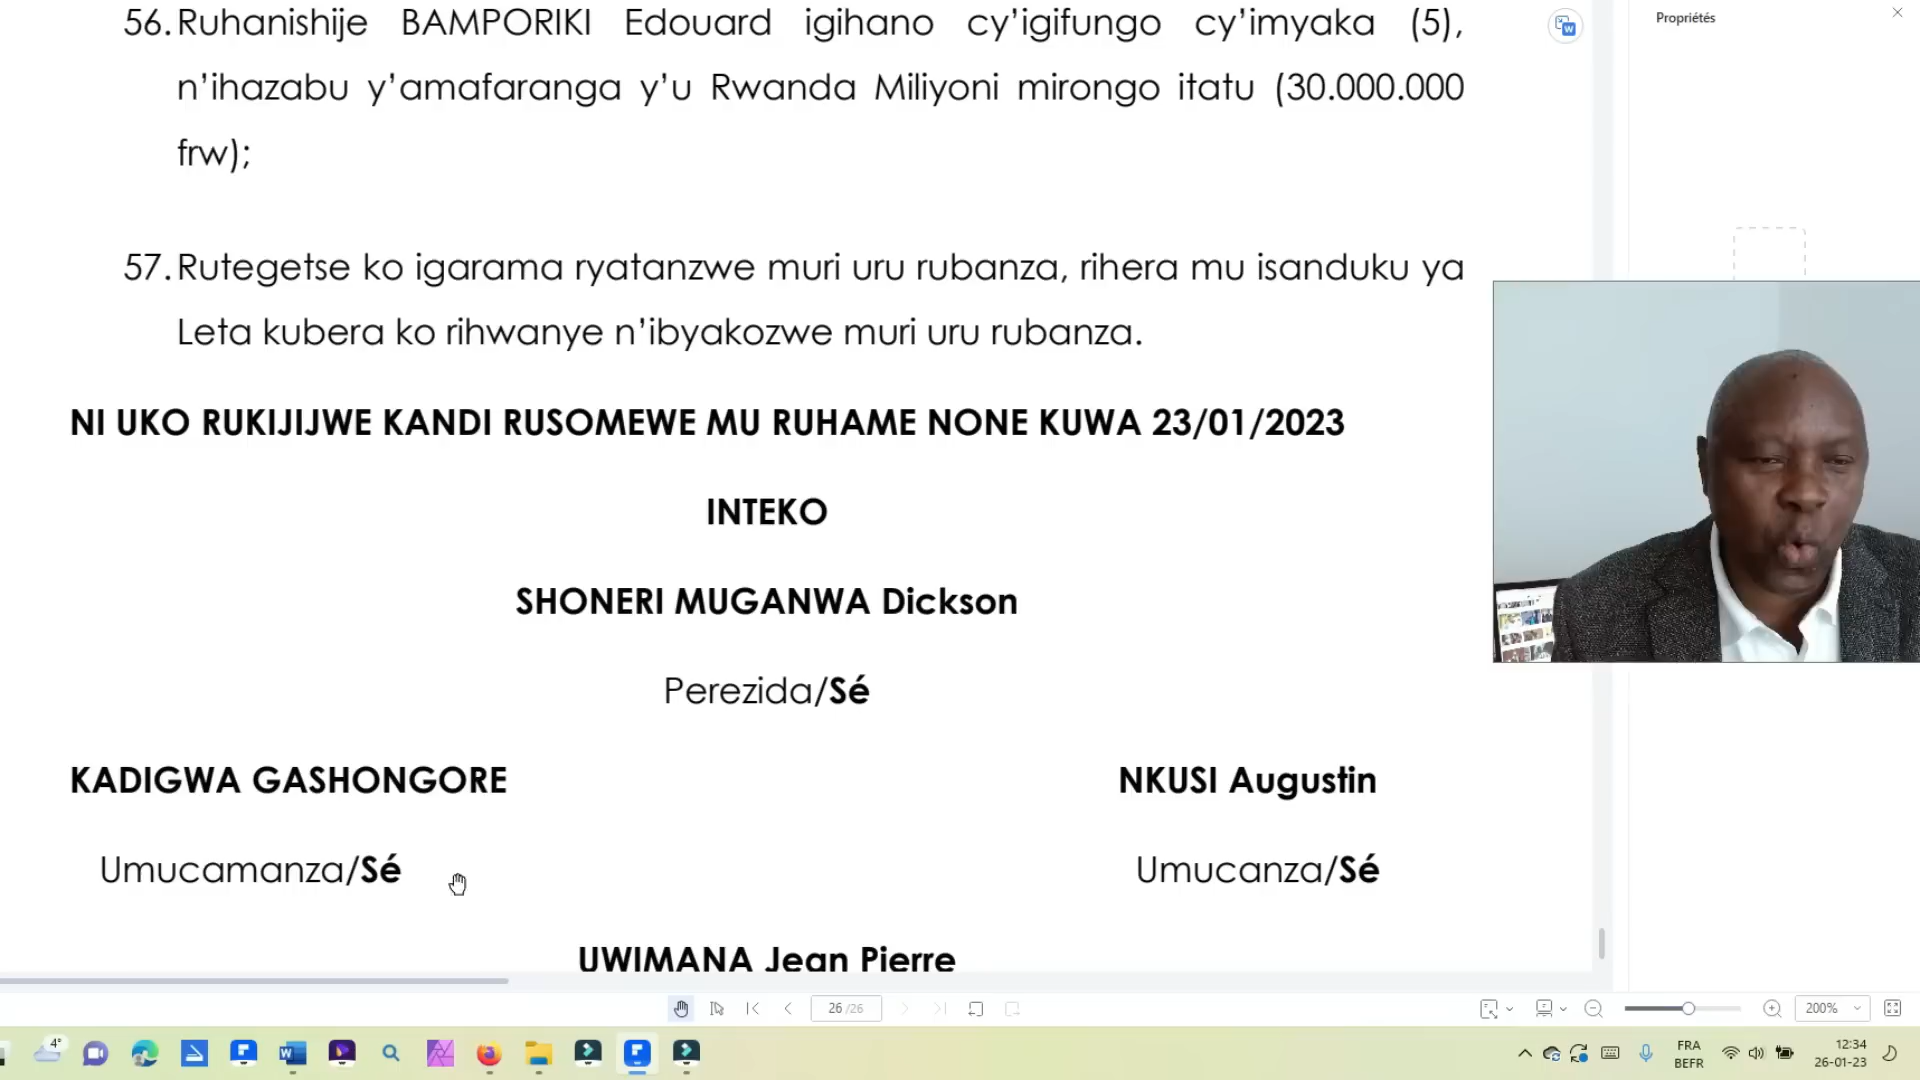 56. Ruhanishije BAMPORIKI Edouard igihano cy’igifungo cy’imyaka (5),
n’ihazabu y’amafaranga y’u Rwanda Miliyoni mirongo itatu (30.000.000
frw);
57. Rutegetse ko igarama ryatanzwe muri uru rubanza, rihera mu isanduku ya
Leta kubera ko rihwanye n’ibyakozwe muri uru rubanza.
NI UKO RUKIJIJWE KANDI RUSOMEWE MU RUHAME NONE KUWA 23/01/2023
INTEKO
SHONERI MUGANWA Dickson
Perezida/Sé
KADIGWA GASHONGORE NKUSI Augustin
Umucamanza/Sé Umucanza/Sé
UWIMANA Jean Pierre
Propriétés
26 /26
200%
4°
FRA
BEFR
12:34
26-01-23